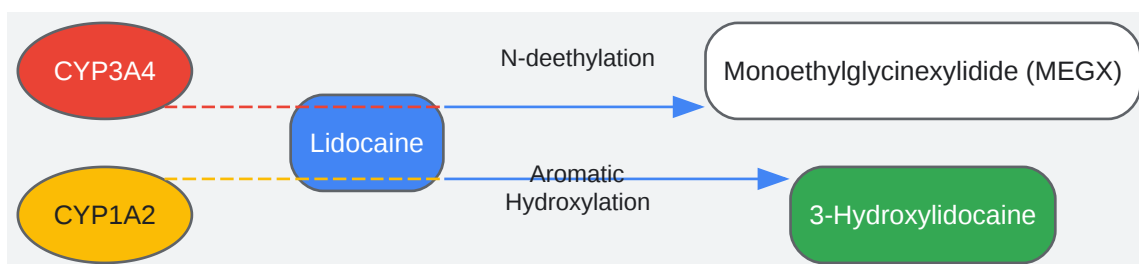 CYP3A4
N-deethylation
Monoethylglycinexylidide (MEGX)
Lidocaine
Aromatic
Hydroxylation
CYP1A2
3-Hydroxylidocaine